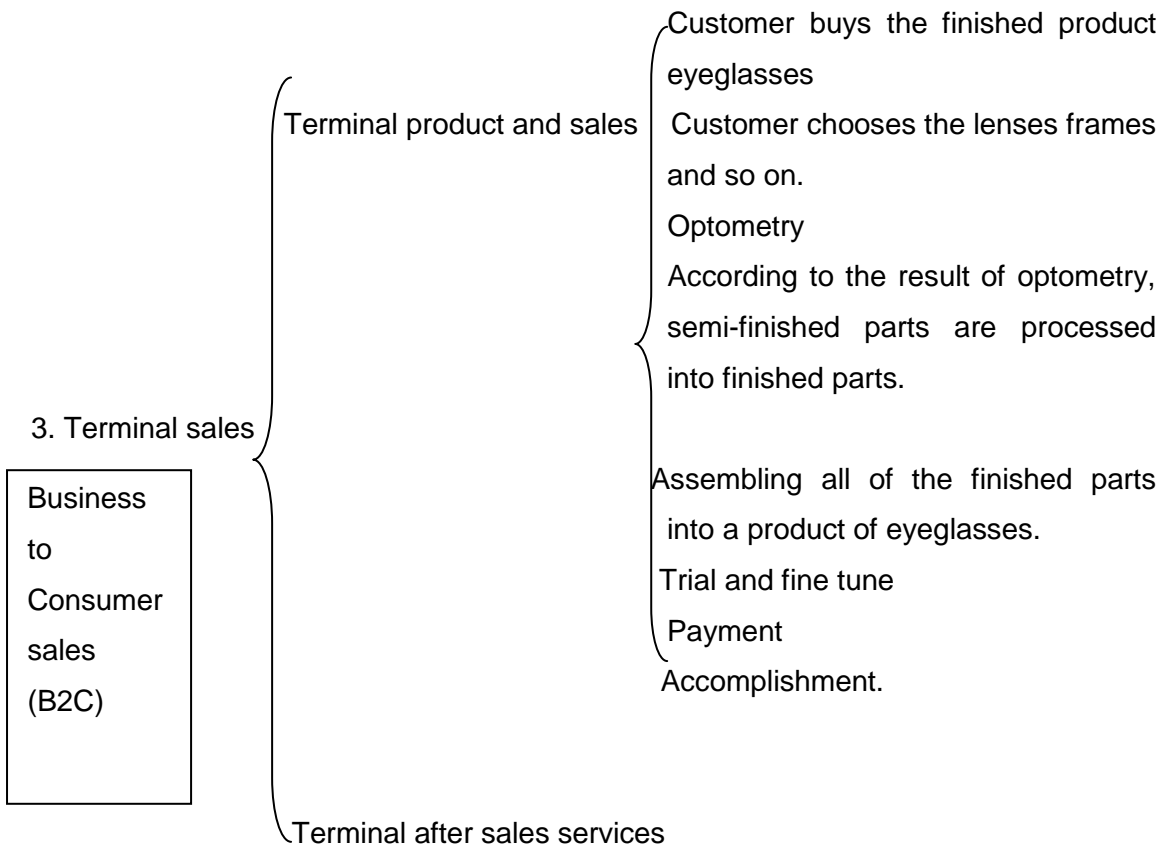 Customer buys the finished product
eyeglasses
Terminal product and sales
Customer chooses the lenses frames
and so on.
Optometry
According to the result of optometry,
semi-finished parts are processed
into finished parts.
3. Terminal sales
Assembling all of the finished parts
into a product of eyeglasses.
Trial and fine tune
Payment
Accomplishment.
Business
to
Consumer
sales
(B2C)
Terminal after sales services